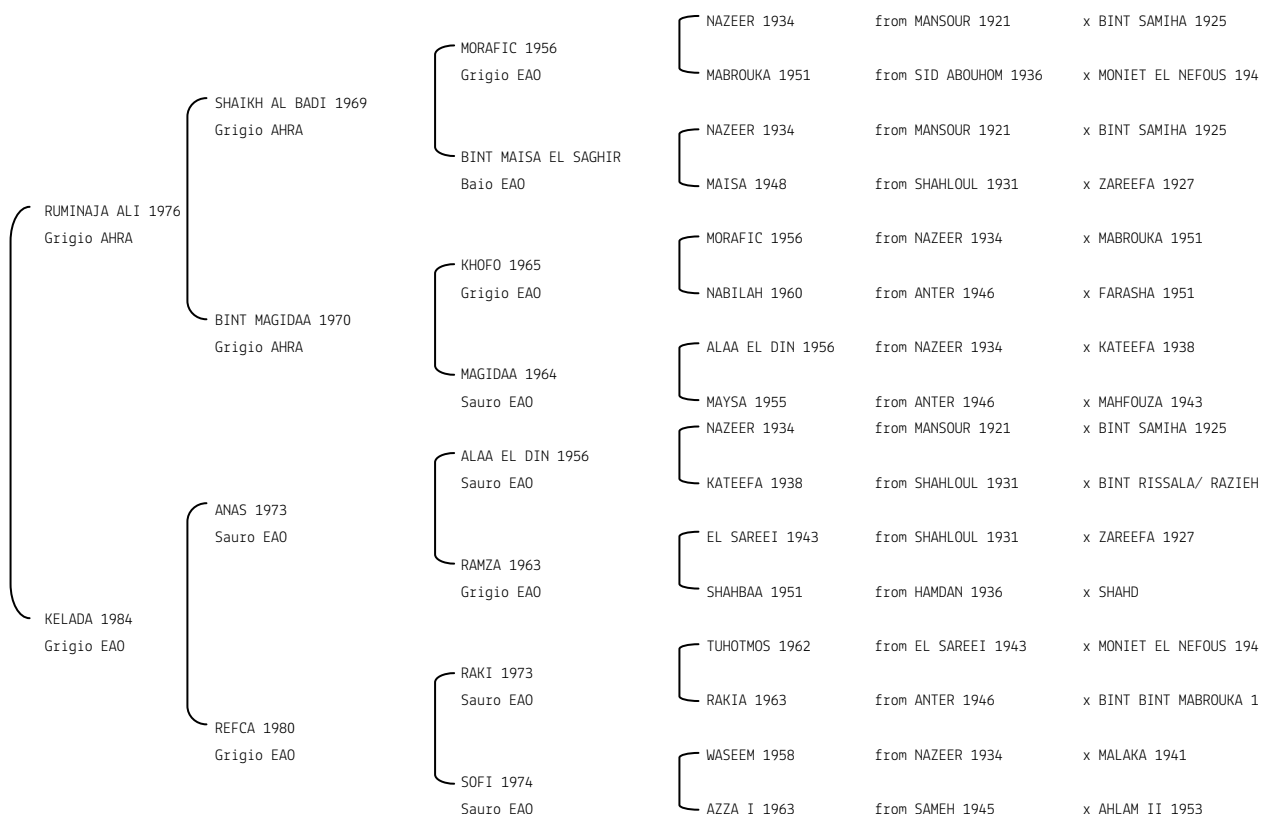 NAZEER 1934 from MANSOUR 1921 x BINT SAMIHA 1925
MORAFIC 1956
Grigio EAO MABROUKA 1951 from SID ABOUHOM 1936 x MONIET EL NEFOUS 194
SHAIKH AL BADI 1969
Grigio AHRA NAZEER 1934 from MANSOUR 1921 x BINT SAMIHA 1925
BINT MAISA EL SAGHIR
Baio EAO MAISA 1948 from SHAHLOUL 1931 x ZAREEFA 1927
RUMINAJA ALI 1976
Grigio AHRA MORAFIC 1956 from NAZEER 1934 x MABROUKA 1951
KHOFO 1965
Grigio EAO NABILAH 1960 from ANTER 1946 x FARASHA 1951
BINT MAGIDAA 1970
Grigio AHRA ALAA EL DIN 1956 from NAZEER 1934 x KATEEFA 1938
MAGIDAA 1964
Sauro EAO MAYSA 1955 from ANTER 1946 x MAHFOUZA 1943
NAZEER 1934 from MANSOUR 1921 x BINT SAMIHA 1925
ALAA EL DIN 1956
Sauro EAO KATEEFA 1938 from SHAHLOUL 1931 x BINT RISSALA/ RAZIEH
ANAS 1973
Sauro EAO EL SAREEI 1943 from SHAHLOUL 1931 x ZAREEFA 1927
RAMZA 1963
Grigio EAO SHAHBAA 1951 from HAMDAN 1936 x SHAHD
KELADA 1984
Grigio EAO TUHOTMOS 1962 from EL SAREEI 1943 x MONIET EL NEFOUS 194
RAKI 1973
Sauro EAO RAKIA 1963 from ANTER 1946 x BINT BINT MABROUKA 1
REFCA 1980
Grigio EAO WASEEM 1958 from NAZEER 1934 x MALAKA 1941
SOFI 1974
Sauro EAO AZZA I 1963 from SAMEH 1945 x AHLAM II 1953